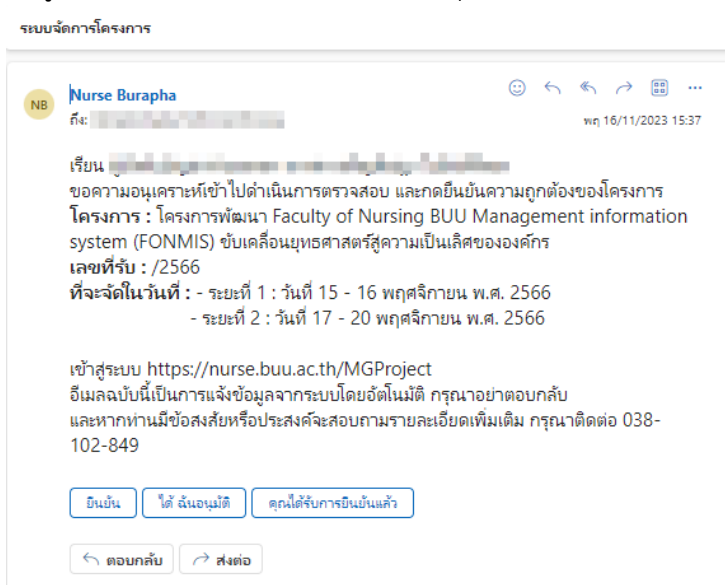 ระบบจัดการโครงการ
NB
Nurse Burapha
ถึง:
พฤ 16/11/2023 15:37
เรียน
ขอความอนุเคราะห์เข้าไปดำเนินการตรวจสอบ และกดยืนยันความถูกต้องของโครงการ
โครงการ : โครงการพัฒนา Faculty of Nursing BUU Management information
system (FONMIS) ขับเคลื่อนยุทธศาสตร์สู่ความเป็นเลิศขององค์กร
เลขที่รับ : /2566
ที่จะจัดในวันที่ : - ระยะที่ 1 : วันที่ 15 - 16 พฤศจิกายน พ.ศ. 2566
- ระยะที่ 2 : วันที่ 17 - 20 พฤศจิกายน พ.ศ. 2566
เข้าสู่ระบบ https://nurse.buu.ac.th/MGProject
อีเมลฉบับนี้เป็นการแจ้งข้อมูลจากระบบโดยอัตโนมัติ กรุณาอย่าตอบกลับ
และหากท่านมีข้อสงสัยหรือประสงค์จะสอบถามรายละเอียดเพิ่มเติม กรุณาติดต่อ 038-
102-849
ยืนยัน
ได้ ฉันอนุมัติ
คุณได้รับการยืนยันแล้ว
ตอบกลับ
ส่งต่อ